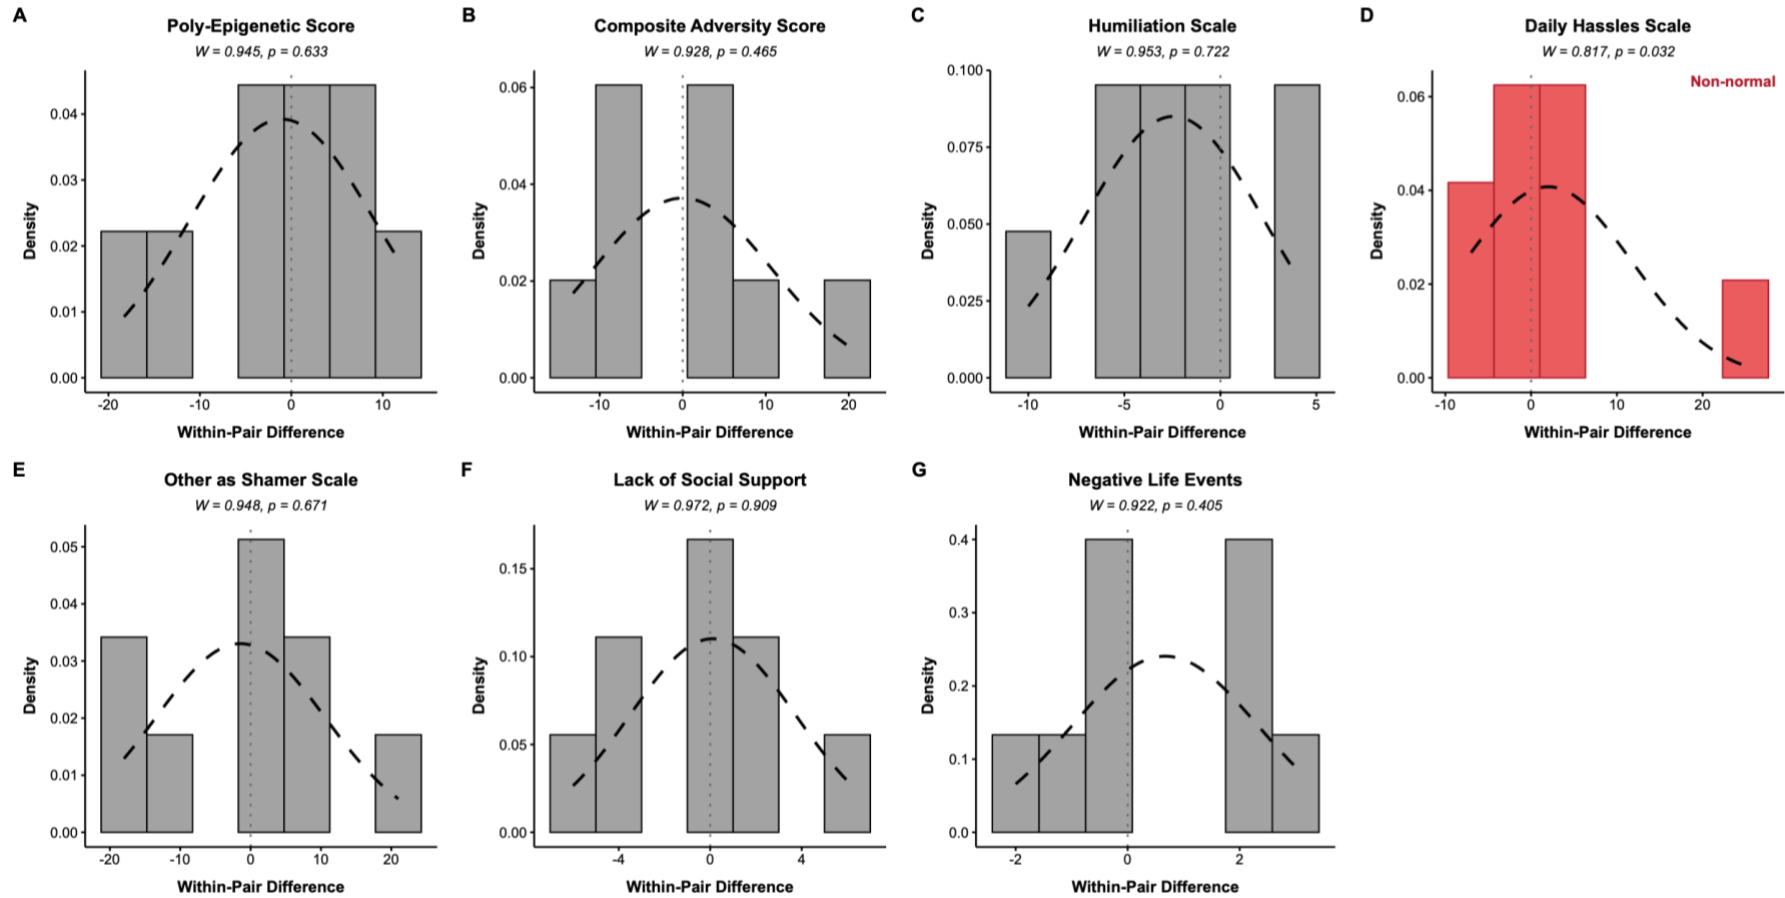 A
Poly-Epigenetic Score
W = 0.945, p = 0.633
Density
0.04
0.03
0.02
0.01
0.00
-20 -10 0 10
Within-Pair Difference
B
Composite Adversity Score
W = 0.928, p = 0.465
Density
0.06
0.04
0.02
0.00
-10 0 10 20
Within-Pair Difference
C
Humiliation Scale
W = 0.953, p = 0.722
Density
0.100
0.075
0.050
0.025
0.000
-10 -5 0 5
Within-Pair Difference
D
Daily Hassles Scale
W = 0.817, p = 0.032
Non-normal
Density
0.06
0.04
0.02
0.00
-10 0 10 20
Within-Pair Difference
E
Other as Shamer Scale
W = 0.948, p = 0.671
Density
0.05
0.04
0.03
0.02
0.01
0.00
-20 -10 0 10 20
Within-Pair Difference
F
Lack of Social Support
W = 0.972, p = 0.909
Density
0.15
0.10
0.05
0.00
-4 0 4
Within-Pair Difference
G
Negative Life Events
W = 0.922, p = 0.405
Density
0.4
0.3
0.2
0.1
0.0
-2 0 2
Within-Pair Difference